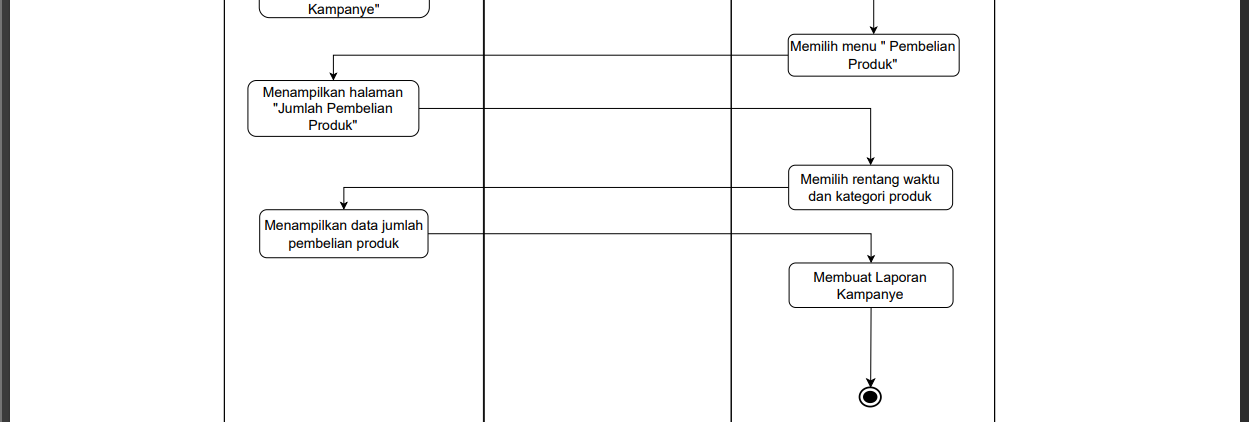 Kampanye"
Memilih menu " Pembelian
Produk"
Menampilkan halaman
"Jumlah Pembelian
Produk"
Memilih rentang waktu
dan kategori produk
Menampilkan data jumlah
pembelian produk
Membuat Laporan
Kampanye